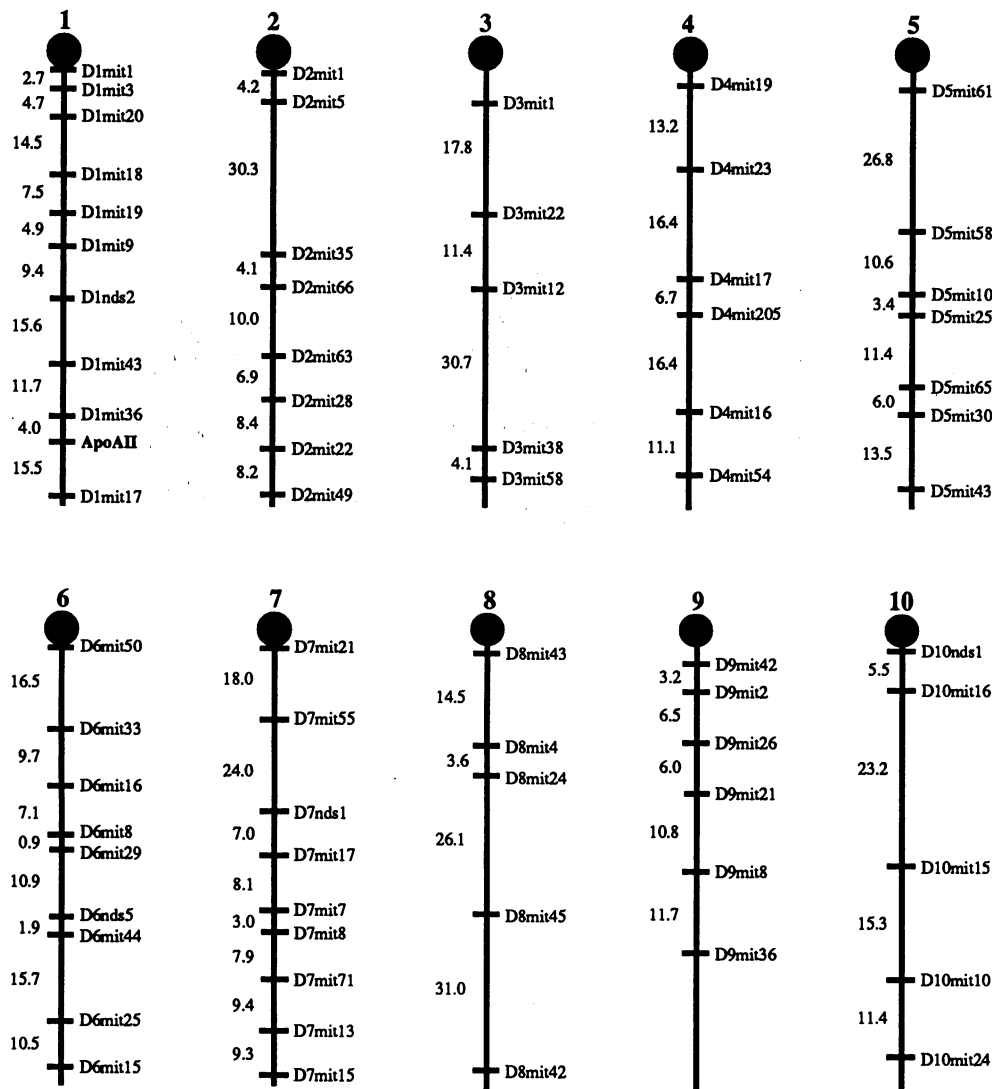 1
2.7
4.7
14.5
7.5
4.9
9.4
15.6
11.7
4.0
15.5
D1mit1
D1mit3
D1mit20
D1mit18
D1mit19
D1mit9
D1nds2
D1mit43
D1mit36
ApoAII
D1mit17
2
4.2
30.3
4.1
10.0
6.9
8.4
8.2
D2mit1
D2mit5
D2mit35
D2mit66
D2mit63
D2mit28
D2mit22
D2mit49
3
17.8
11.4
30.7
4.1
D3mit1
D3mit22
D3mit12
D3mit38
D3mit58
4
13.2
16.4
6.7
16.4
11.1
D4mit19
D4mit23
D4mit17
D4mit205
D4mit16
D4mit54
5
26.8
10.6
3.4
11.4
6.0
13.5
D5mit61
D5mit58
D5mit10
D5mit25
D5mit65
D5mit30
D5mit43
6
16.5
9.7
7.1
0.9
10.9
1.9
15.7
10.5
D6mit50
D6mit33
D6mit16
D6mit8
D6mit29
D6nds5
D6mit44
D6mit25
D6mit15
7
18.0
24.0
7.0
8.1
3.0
7.9
9.4
9.3
D7mit21
D7mit55
D7nds1
D7mit17
D7mit7
D7mit8
D7mit71
D7mit13
D7mit15
8
14.5
3.6
26.1
31.0
D8mit43
D8mit4
D8mit24
D8mit45
D8mit42
9
3.2
6.5
6.0
10.8
11.7
D9mit42
D9mit2
D9mit26
D9mit21
D9mit8
D9mit36
10
5.5
23.2
15.3
11.4
D10nds1
D10mit16
D10mit15
D10mit10
D10mit24